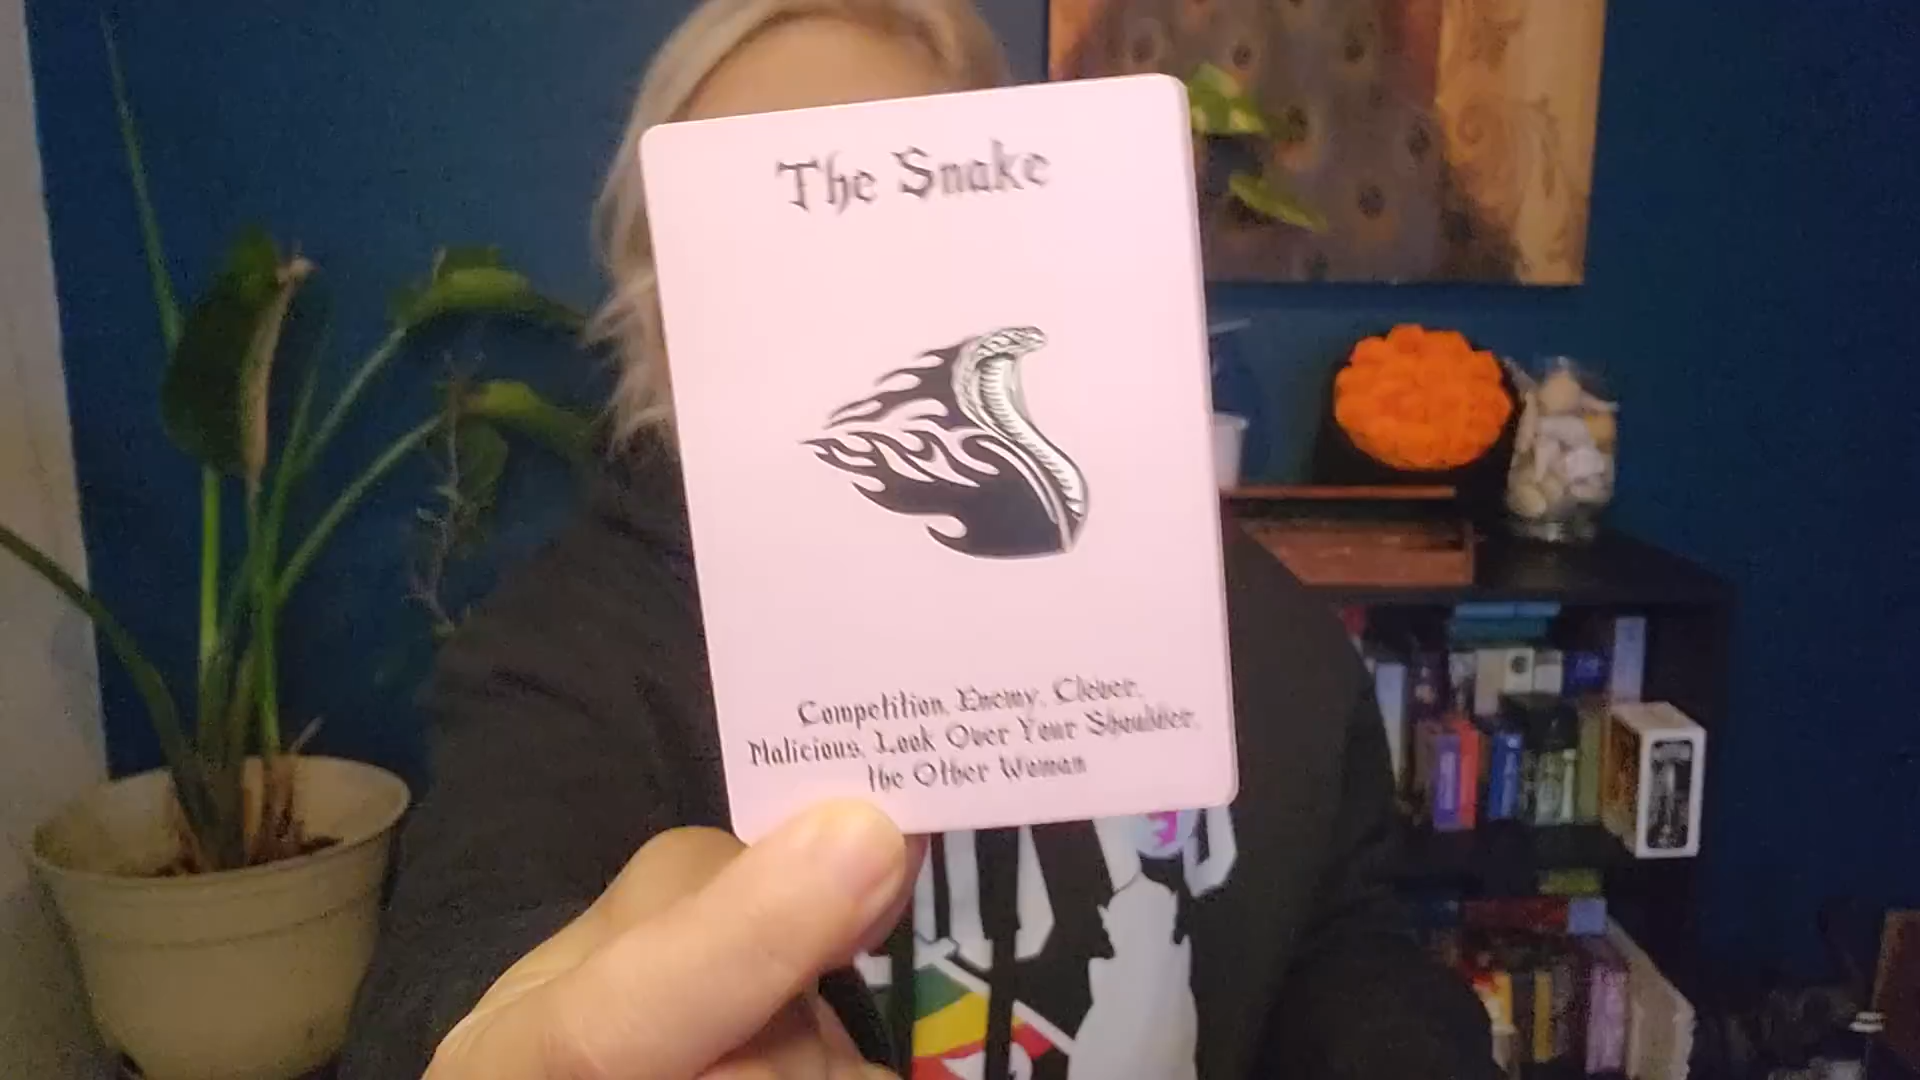 The Snake
Competition, Enemy, Clever,
Malicious, Look Over Your Shoulder,
the Other Woman